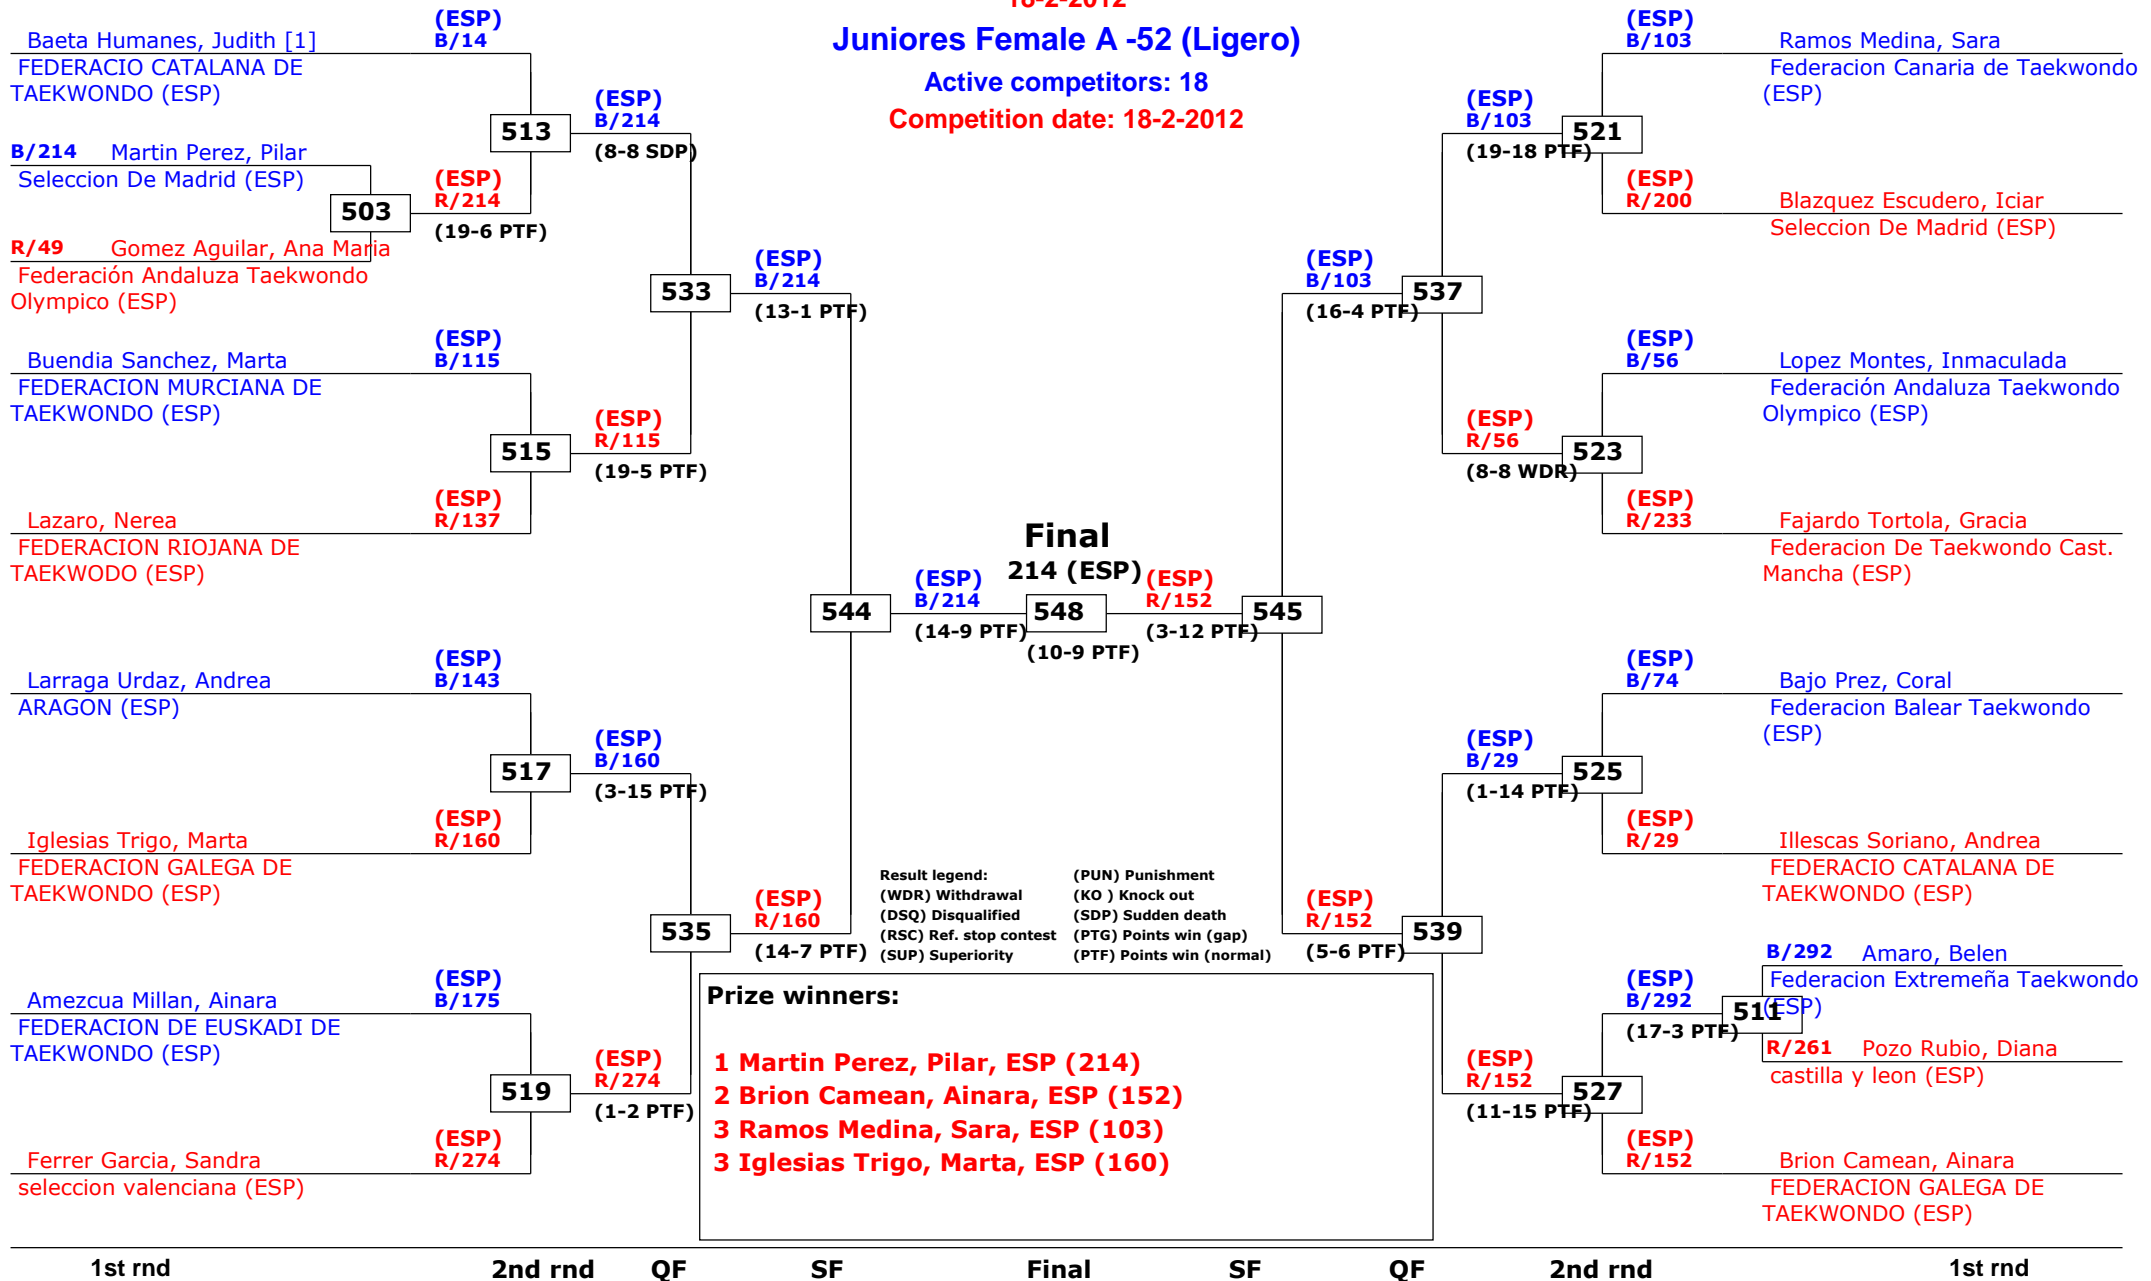 18-2-2012
Juniores Female A -52 (Ligero)
Active competitors: 18
Competition date: 18-2-2012
(ESP)
Baeta Humanes, Judith [1] B/14
FEDERACIO CATALANA DE
TAEKWONDO (ESP)
513
(ESP)
B/214
(8-8 SDP)
B/214 Martin Perez, Pilar
Seleccion De Madrid (ESP)
503
(ESP)
R/214
(19-6 PTF)
R/49 Gomez Aguilar, Ana Maria
Federación Andaluza Taekwondo
Olympico (ESP)
533
(ESP)
B/214
(13-1 PTF)
(ESP)
Buendia Sanchez, Marta B/115
FEDERACION MURCIANA DE
TAEKWONDO (ESP)
515
(ESP)
R/115
(19-5 PTF)
(ESP)
Lazaro, Nerea R/137
FEDERACION RIOJANA DE
TAEKWODO (ESP)
544
(ESP)
B/214
(14-9 PTF)
Final
214 (ESP)
548
(10-9 PTF)
(ESP)
R/152
(3-12 PTF)
545
(ESP)
Larraga Urdaz, Andrea B/143
ARAGON (ESP)
517
(ESP)
B/160
(3-15 PTF)
(ESP)
Iglesias Trigo, Marta R/160
FEDERACION GALEGA DE
TAEKWONDO (ESP)
535
(ESP)
R/160
(14-7 PTF)
(ESP)
Amezcua Millan, Ainara B/175
FEDERACION DE EUSKADI DE
TAEKWONDO (ESP)
519
(ESP)
R/274
(1-2 PTF)
(ESP)
Ferrer Garcia, Sandra R/274
seleccion valenciana (ESP)
(ESP)
B/103 Ramos Medina, Sara
Federacion Canaria de Taekwondo
(ESP)
(ESP)
B/103
521
(19-18 PTF)
(ESP)
R/200 Blazquez Escudero, Iciar
Seleccion De Madrid (ESP)
(ESP)
B/103
537
(16-4 PTF)
(ESP)
B/56 Lopez Montes, Inmaculada
Federación Andaluza Taekwondo
Olympico (ESP)
(ESP)
R/56
523
(8-8 WDR)
(ESP)
R/233 Fajardo Tortola, Gracia
Federacion De Taekwondo Cast.
Mancha (ESP)
(ESP)
B/74 Bajo Prez, Coral
Federacion Balear Taekwondo
(ESP)
(ESP)
B/29
525
(1-14 PTF)
(ESP)
R/29 Illescas Soriano, Andrea
FEDERACIO CATALANA DE
TAEKWONDO (ESP)
(ESP)
R/152
539
(5-6 PTF)
B/292 Amaro, Belen
Federacion Extremeña Taekwondo
(ESP)
(ESP)
B/292
511
(17-3 PTF)
R/261 Pozo Rubio, Diana
castilla y leon (ESP)
(ESP)
R/152
527
(11-15 PTF)
(ESP)
R/152 Brion Camean, Ainara
FEDERACION GALEGA DE
TAEKWONDO (ESP)
Result legend: (PUN) Punishment
(WDR) Withdrawal (KO ) Knock out
(DSQ) Disqualified (SDP) Sudden death
(RSC) Ref. stop contest (PTG) Points win (gap)
(SUP) Superiority (PTF) Points win (normal)
Prize winners:
1 Martin Perez, Pilar, ESP (214)
2 Brion Camean, Ainara, ESP (152)
3 Ramos Medina, Sara, ESP (103)
3 Iglesias Trigo, Marta, ESP (160)
1st rnd 2nd rnd QF SF Final SF QF 2nd rnd 1st rnd